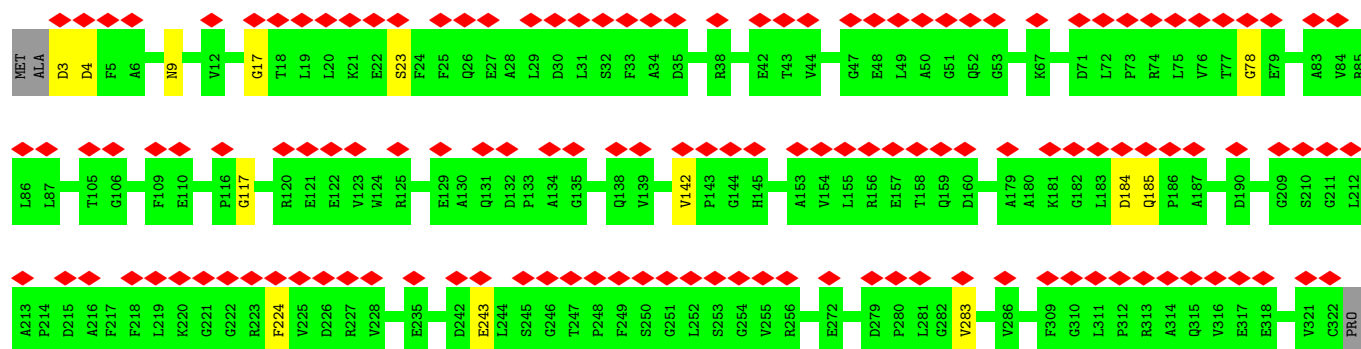 MET ALA D3 D4 F5 A6 N9 V12 G17 T18 L19 L20 K21 E22 S23 F24 F25 Q26 E27 A28 L29 D30 L31 S32 F33 A34 D35 R38 E42 T43 V44 G47 E48 L49 A50 G51 Q52 G53 K67 D71 L72 P73 R74 L75 V76 T77 G78 E79 A83 V84 R85
L86 L87 T105 G106 F109 E110 P116 G117 R120 E121 E122 V123 W124 R125 E129 A130 Q131 D132 P133 A134 G135 Q138 V139 V142 P143 G144 H145 A153 V154 L155 R156 E157 I158 Q159 D160 A179 A180 K181 G182 L183 D184 Q185 P186 A187 D190 G209 S210 G211 L212
A213 P214 D215 A216 F217 F218 L219 K220 G221 G222 R223 F224 V225 D226 R227 V228 E235 D242 E243 L244 S245 G246 T247 P248 F249 S250 G251 L252 S253 G254 V255 R256 E272 D279 P280 L281 G282 V283 V286 F309 G310 L311 P312 R313 A314 Q315 V316 E317 E318 V321 C322 PRO